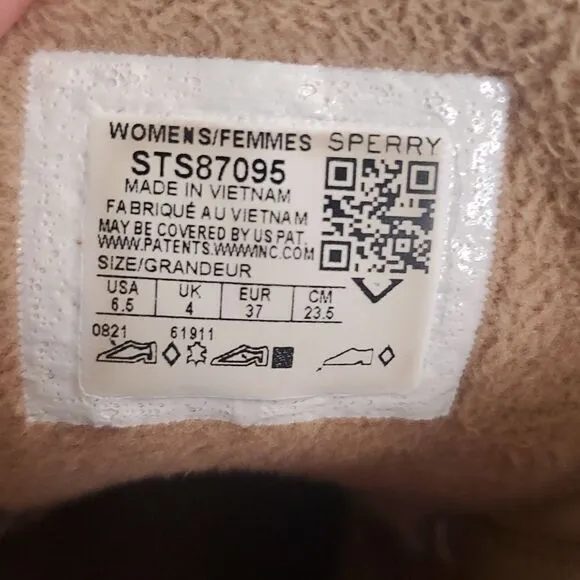 WOMENS/FEMMES SPERRY
STS87095
MADE IN VIETNAM
FABRIQUÉ AU VIETNAM
MAY BE COVERED BY US PAT.
WWW.PATENTS.WWWINC.COM
SIZE/GRANDEUR
USA UK EUR CM
6.5 4 37 23.5
0821 61911